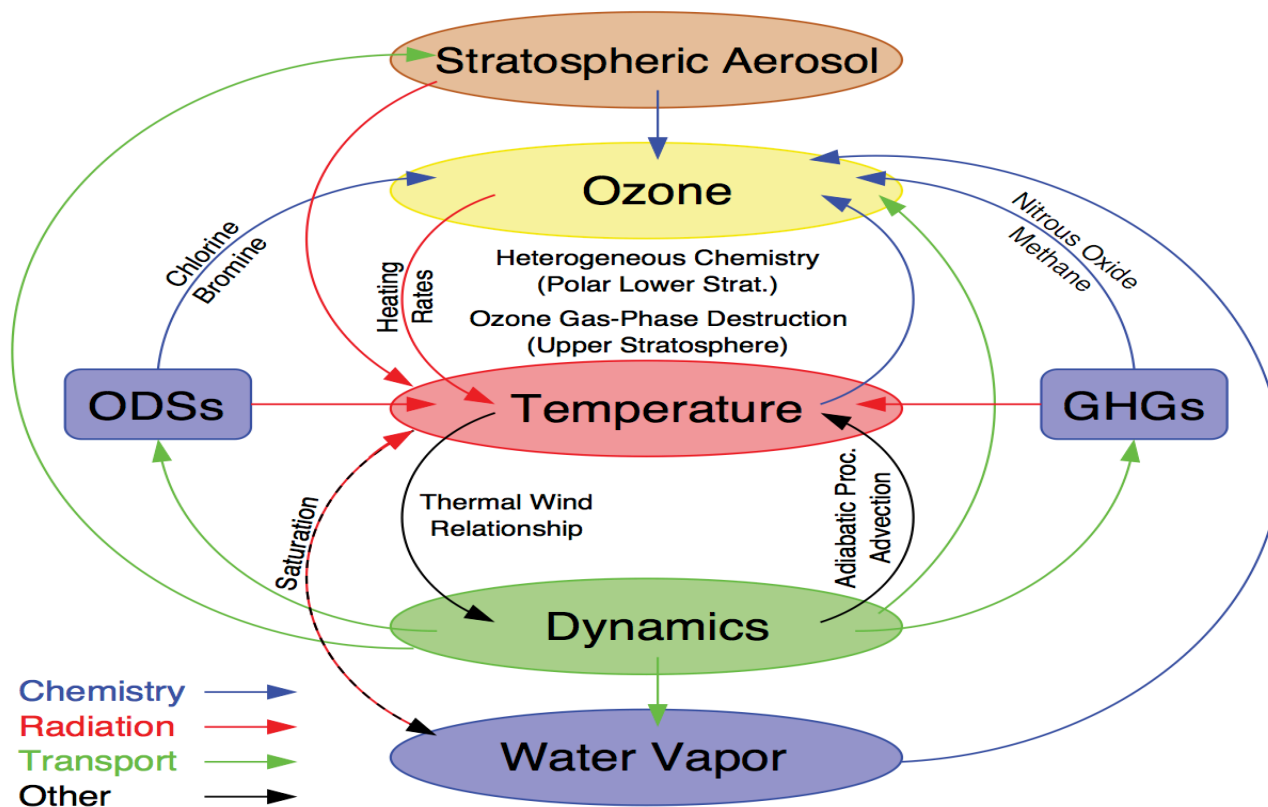 Stratospheric Aerosol
Ozone
Chlorine
Bromine
Nitrous Oxide
Methane
Heating
Rates
Heterogeneous Chemistry
(Polar Lower Strat.)
Ozone Gas-Phase Destruction
(Upper Stratosphere)
ODSs
Temperature
GHGs
Saturation
Thermal Wind
Relationship
Adiabatic Proc.
Advection
Dynamics
Water Vapor
Chemistry
Radiation
Transport
Other